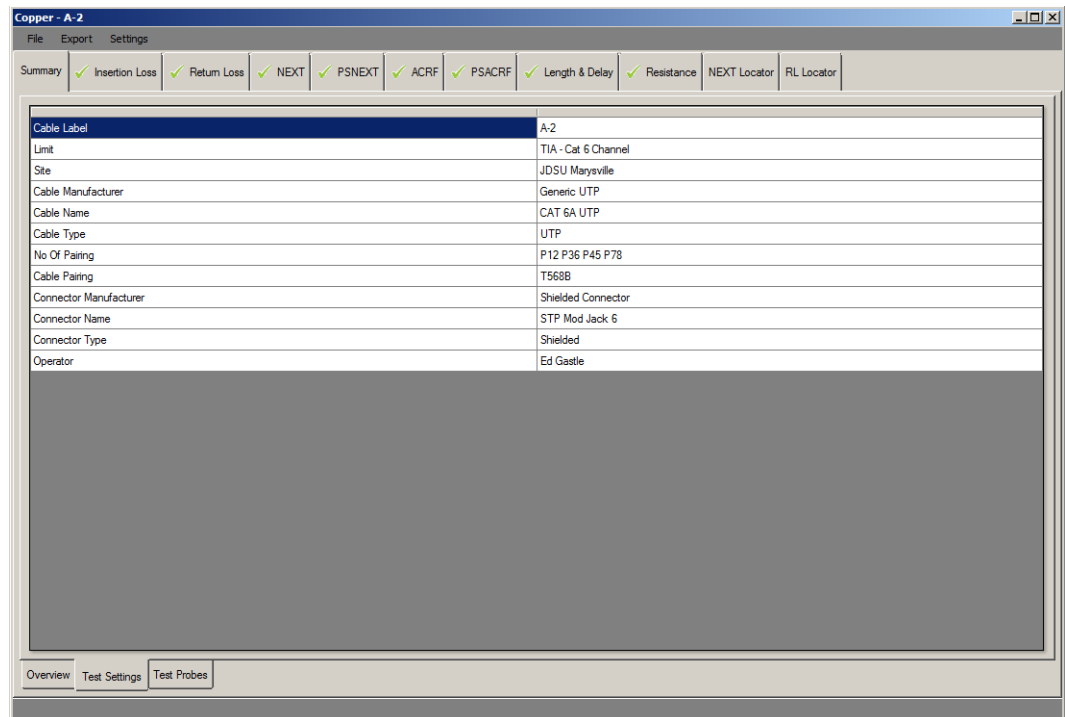 Copper - A-2
File Export Settings
Summary Insertion Loss Return Loss NEXT PSNEXT ACRF PSACRF Length & Delay Resistance NEXT Locator RL Locator
Cable Label A-2
Limit TIA - Cat 6 Channel
Site JDSU Marysville
Cable Manufacturer Generic UTP
Cable Name CAT 6A UTP
Cable Type UTP
No Of Pairing P12 P36 P45 P78
Cable Pairing T568B
Connector Manufacturer Shielded Connector
Connector Name STP Mod Jack 6
Connector Type Shielded
Operator Ed Gastle
Overview Test Settings Test Probes